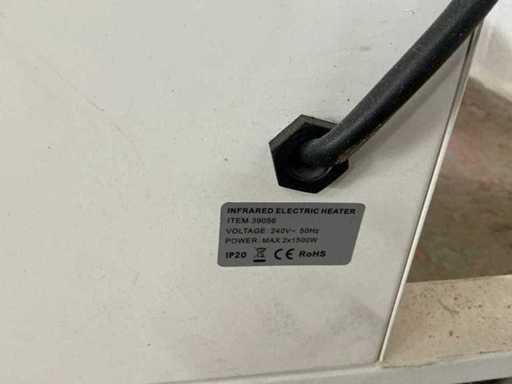 INFRARED ELECTRIC HEATER
ITEM 39056
VOLTAGE: 240V~ 50Hz
POWER: MAX 2x1500W
IP20 CE RoHS